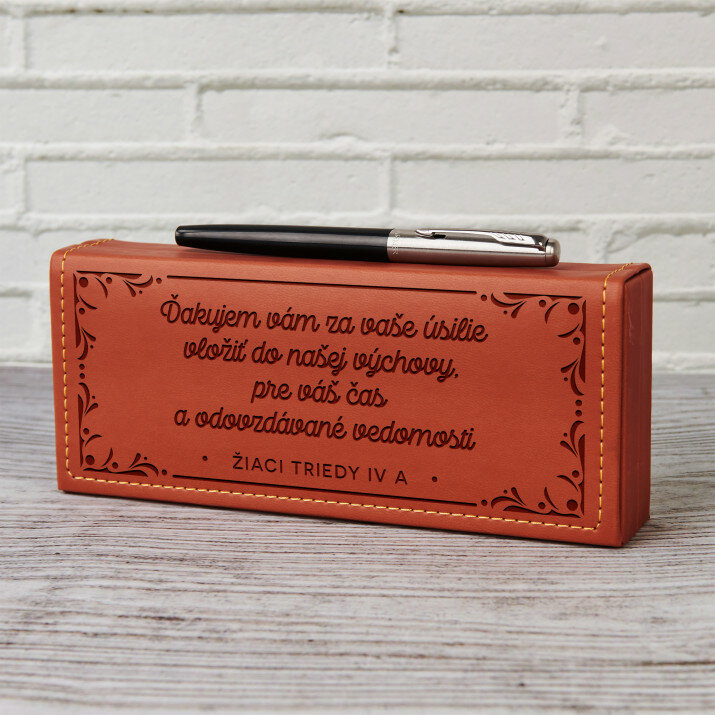 Ďakujem vám za vaše úsilie
vložiť do našej výchovy,
pre váš čas
a odovzdávané vedomosti
• ŽIACI TRIEDY IV A •